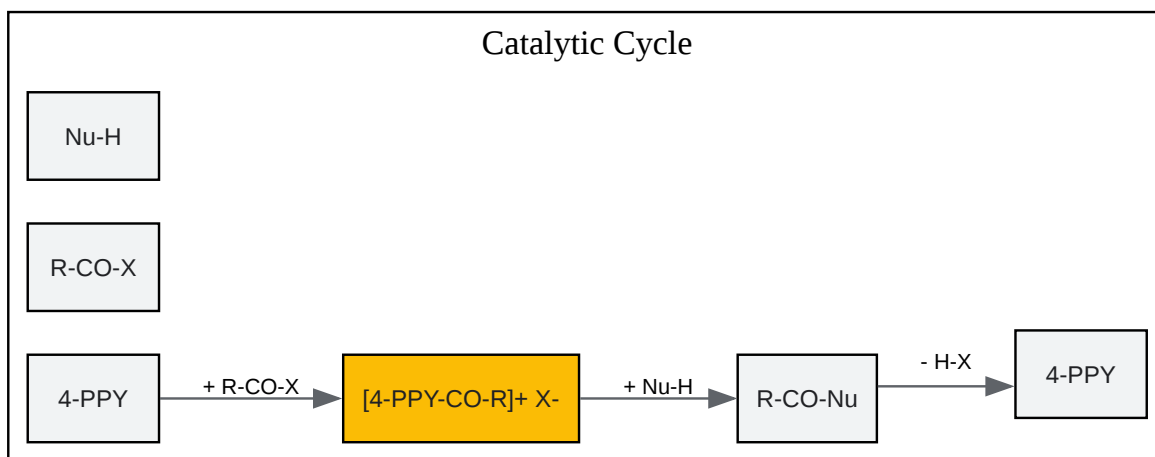 Catalytic Cycle
Nu-H
R-CO-X
4-PPY
+ R-CO-X
[4-PPY-CO-R]+ X-
+ Nu-H
R-CO-Nu
- H-X
4-PPY